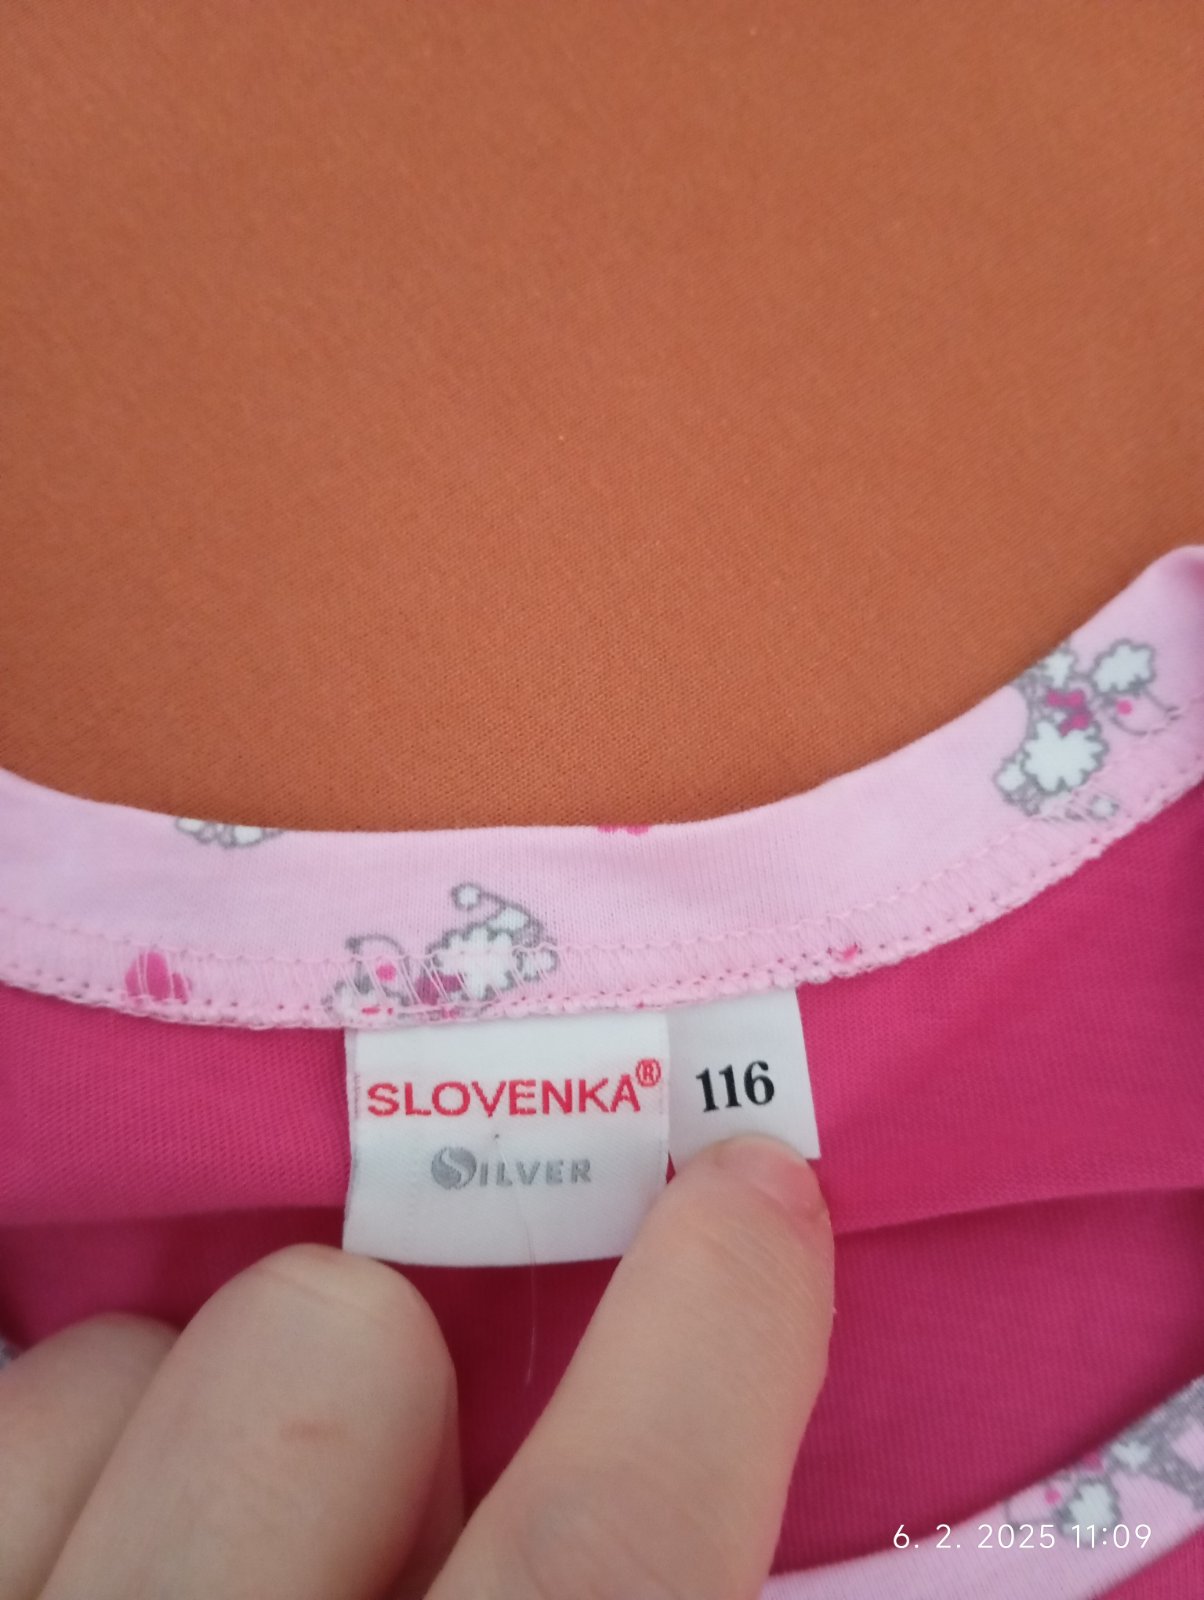 SLOVENKA®
SILVER
116
6. 2. 2025 11:09